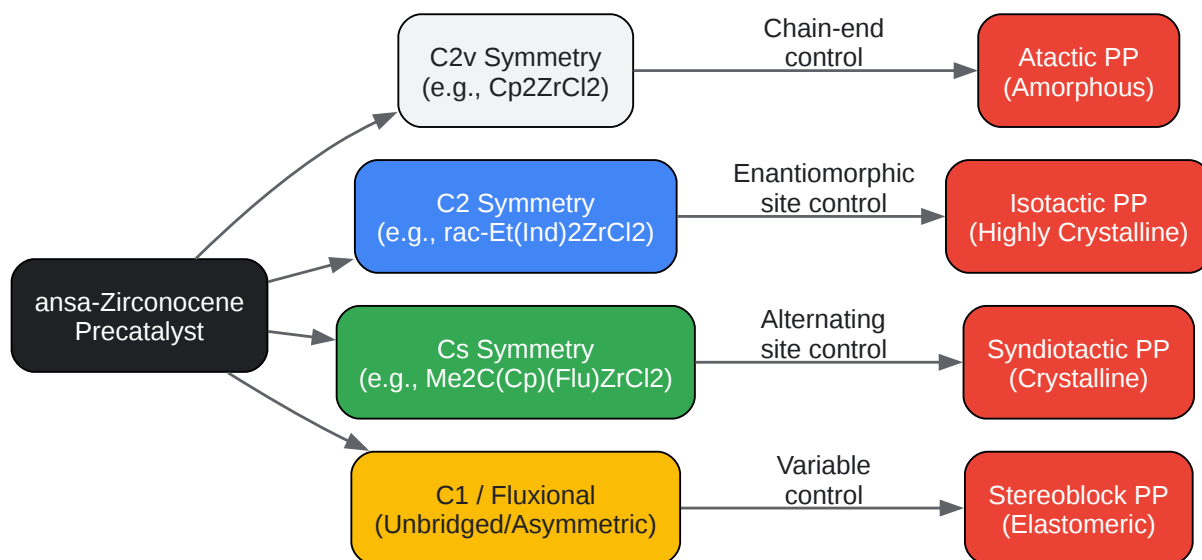 C2v Symmetry
(e.g., Cp2ZrCl2)
Chain-end
control
Atactic PP
(Amorphous)
C2 Symmetry
(e.g., rac-Et(Ind)2ZrCl2)
Enantiomorphic
site control
Isotactic PP
(Highly Crystalline)
ansa-Zirconocene
Precatalyst
Cs Symmetry
(e.g., Me2C(Cp)(Flu)ZrCl2)
Alternating
site control
Syndiotactic PP
(Crystalline)
C1 / Fluxional
(Unbridged/Asymmetric)
Variable
control
Stereoblock PP
(Elastomeric)